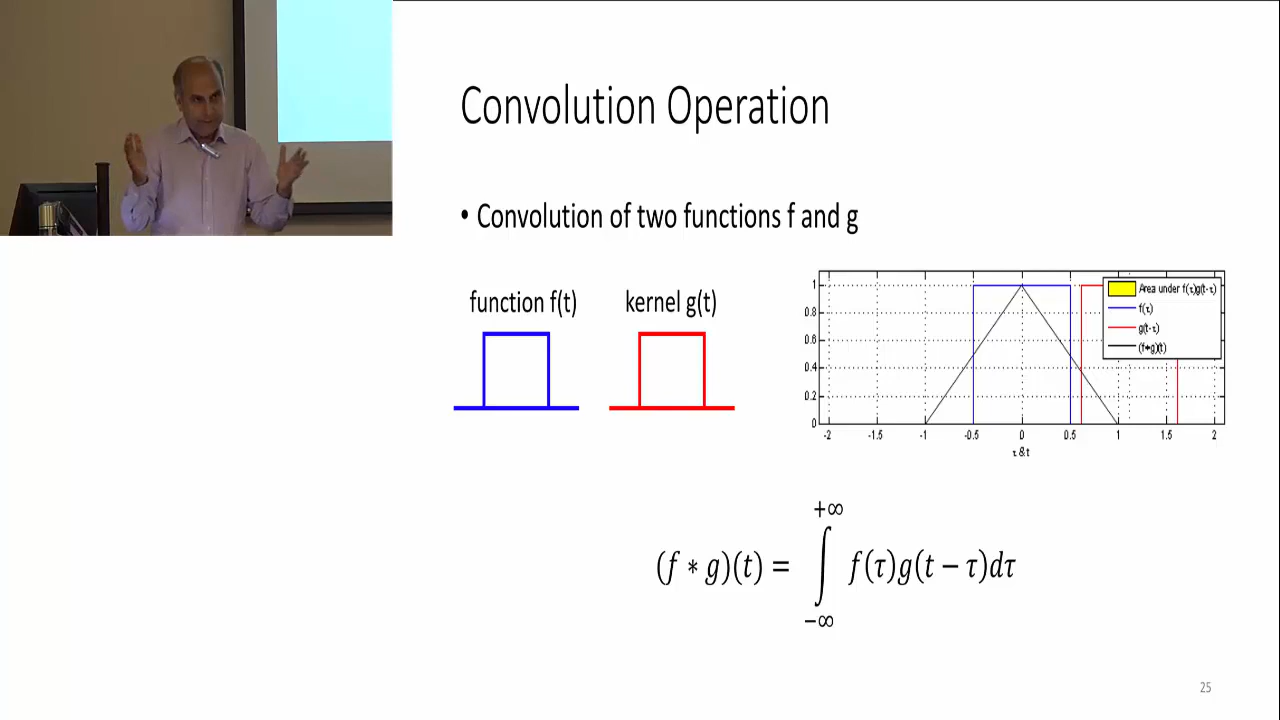 Convolution Operation
• Convolution of two functions f and g
function f(t)
kernel g(t)
Area under f(τ)g(t-τ)
f(τ)
g(t-τ)
(f∗g)(t)
1
0.8
0.6
0.4
0.2
0
-2 -1.5 -1 -0.5 0 0.5 1 1.5 2
τ & t
+∞
(f ∗ g)(t) = ∫ f(τ)g(t − τ)dτ
−∞
25